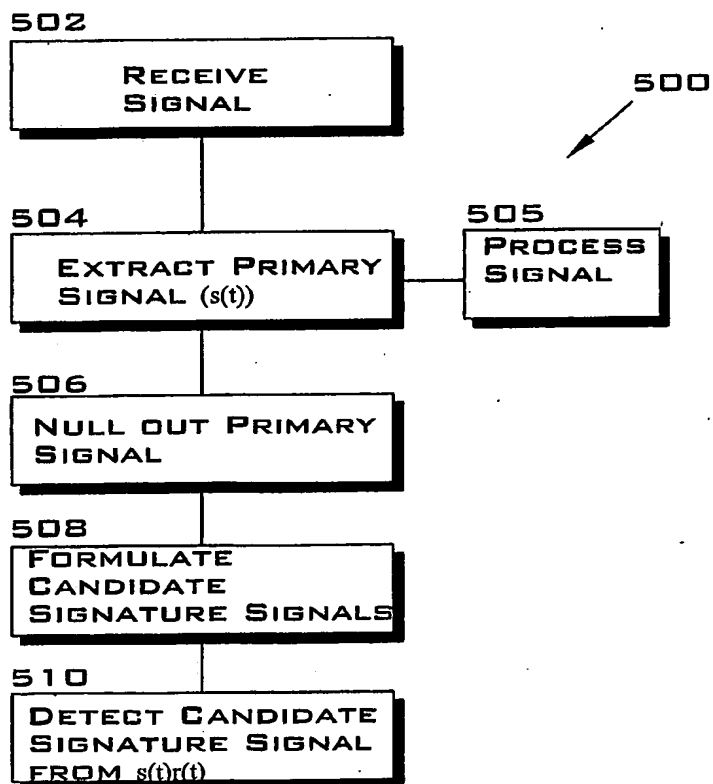 502
RECEIVE
SIGNAL
500
504
EXTRACT PRIMARY
SIGNAL (s(t))
505
PROCESS
SIGNAL
506
NULL OUT PRIMARY
SIGNAL
508
FORMULATE
CANDIDATE
SIGNATURE SIGNALS
510
DETECT CANDIDATE
SIGNATURE SIGNAL
FROM s(t)r(t)